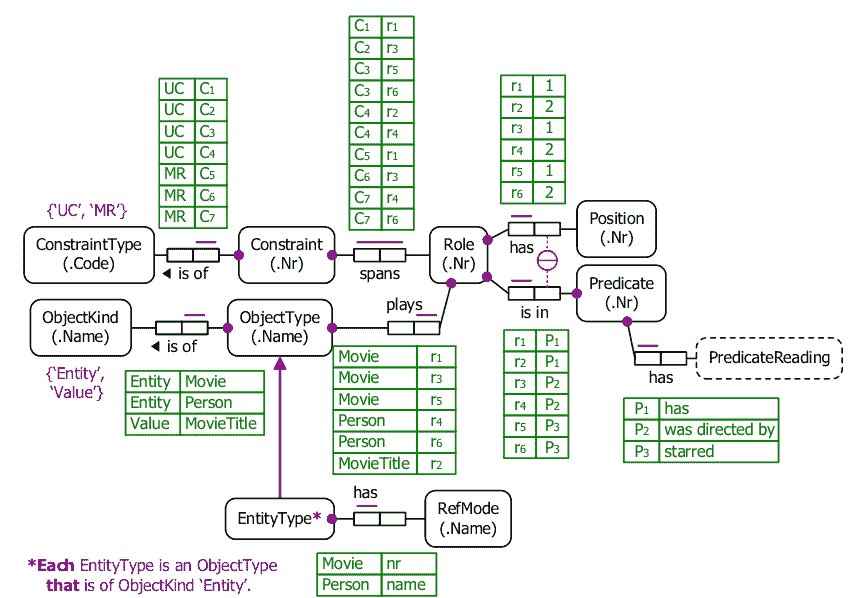 C1 r1
C2 r3
C3 r5
C3 r6
C4 r2
C4 r4
C5 r1
C6 r3
C7 r4
C7 r6
UC C1
UC C2
UC C3
UC C4
MR C5
MR C6
MR C7
r1 1
r2 2
r3 1
r4 2
r5 1
r6 2
{‘UC’, ‘MR’}
ConstraintType
(.Code)
◄ is of
Constraint
(.Nr)
spans
Role
(.Nr)
has
Position
(.Nr)
is in
Predicate
(.Nr)
has
PredicateReading
ObjectKind
(.Name)
◄ is of
ObjectType
(.Name)
plays
{‘Entity’,
‘Value’}
Entity Movie
Entity Person
Value MovieTitle
Movie r1
Movie r3
Movie r5
Person r4
Person r6
MovieTitle r2
r1 P1
r2 P1
r3 P2
r4 P2
r5 P3
r6 P3
P1 has
P2 was directed by
P3 starred
EntityType*
has
RefMode
(.Name)
Movie nr
Person name
*Each EntityType is an ObjectType
that is of ObjectKind ‘Entity’.